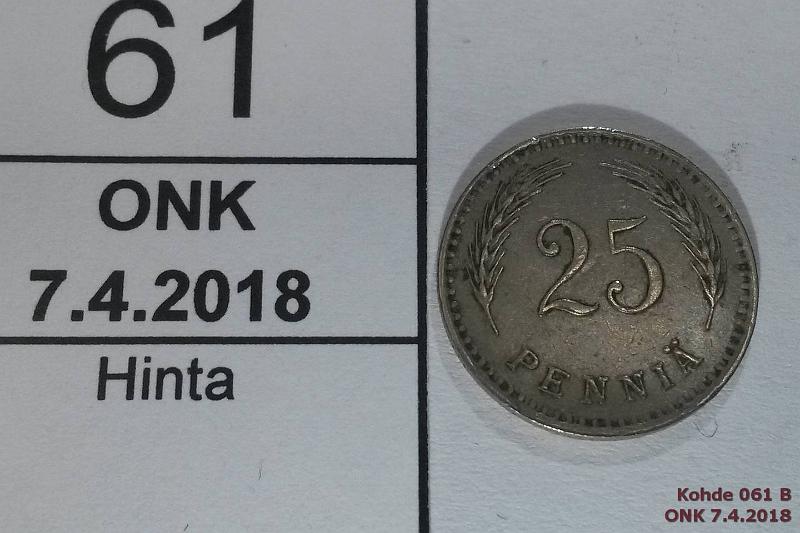 61
ONK
7.4.2018
Hinta
25
PENNIÄ
Kohde 061 B
ONK 7.4.2018